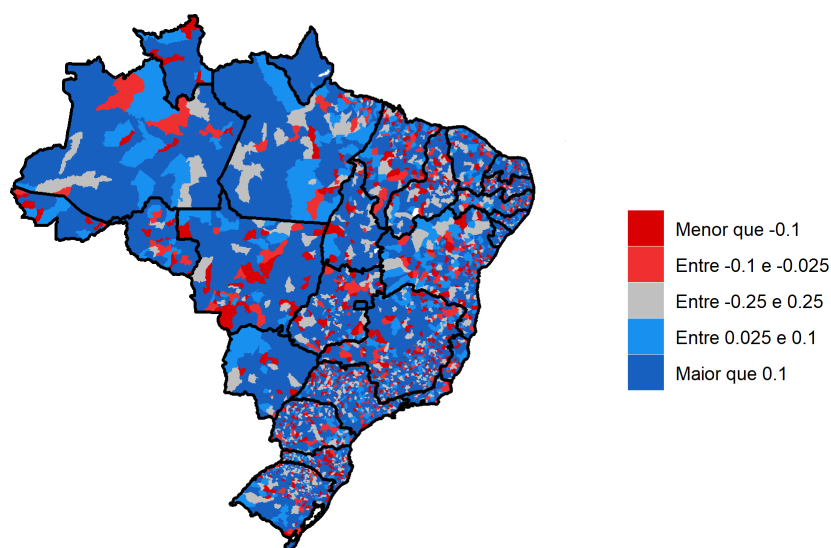 Menor que -0.1
Entre -0.1 e -0.025
Entre -0.25 e 0.25
Entre 0.025 e 0.1
Maior que 0.1